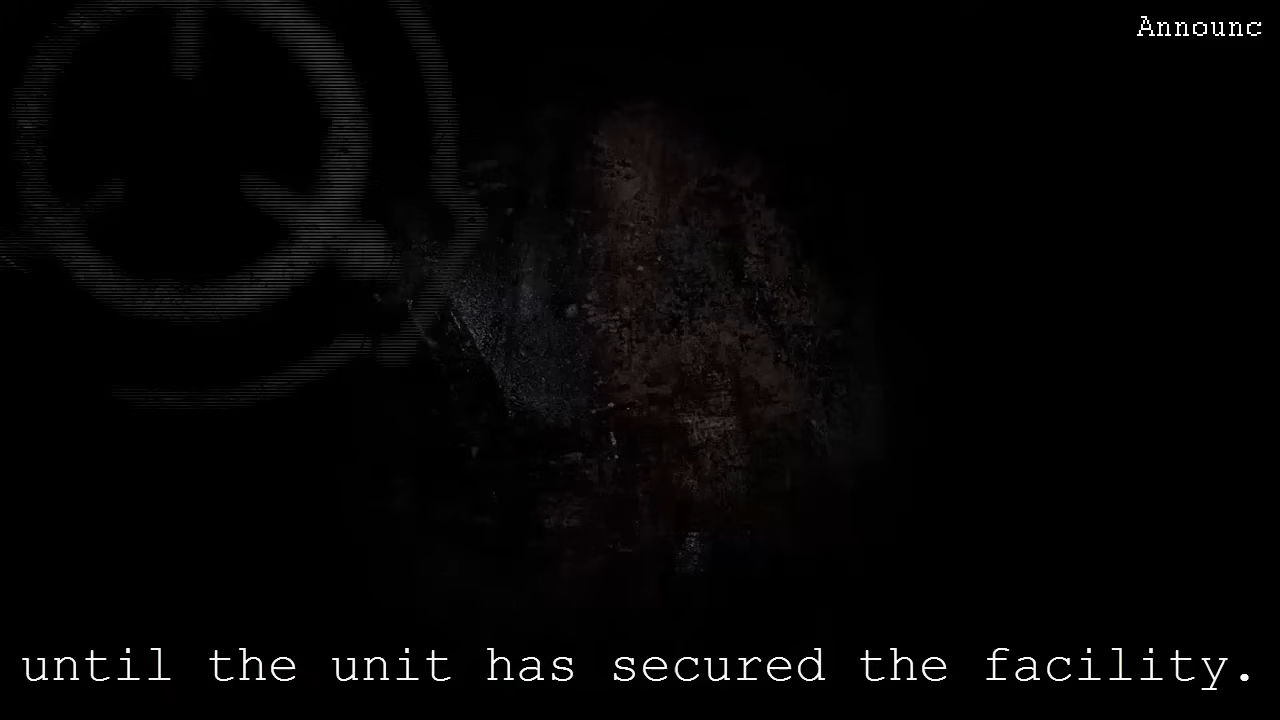 Announc
until the unit has secured the facility.